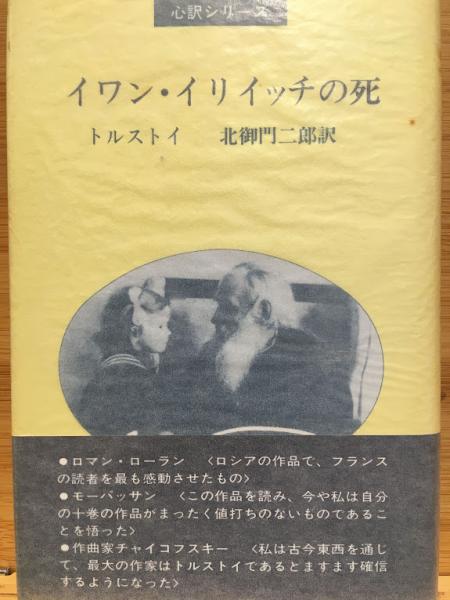 心訳シリーズ
イワン・イリイッチの死
トルストイ 北御門二郎訳
●ロマン・ローラン 〈ロシアの作品で、フランス
の読者を最も感動させたもの〉
●モーパッサン 〈この作品を読み、今や私は自分
の十巻の作品がまったく値打ちのないものであるこ
とを悟った〉
●作曲家チャイコフスキー 〈私は古今東西を通じ
て、最大の作家はトルストイであるとますます確信
するようになった〉